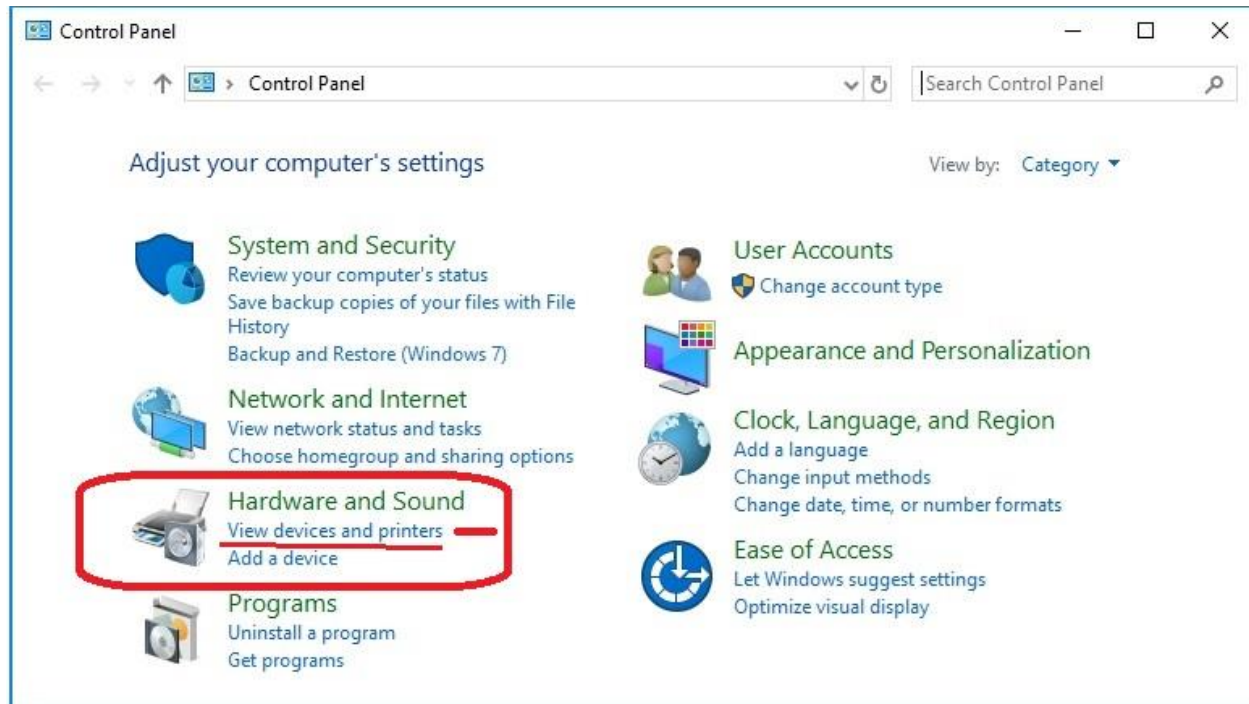 Control Panel
Control Panel
Search Control Panel
Adjust your computer's settings
View by: Category
System and Security
Review your computer's status
Save backup copies of your files with File
History
Backup and Restore (Windows 7)
Network and Internet
View network status and tasks
Choose homegroup and sharing options
Hardware and Sound
View devices and printers
Add a device
Programs
Uninstall a program
Get programs
User Accounts
Change account type
Appearance and Personalization
Clock, Language, and Region
Add a language
Change input methods
Change date, time, or number formats
Ease of Access
Let Windows suggest settings
Optimize visual display